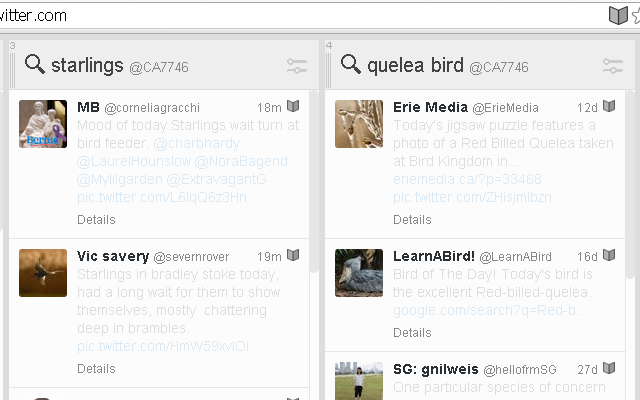 witter.com
3
starlings @CA7746
MB @corneliagracchi 18m
Mood of today Starlings wait turn at
bird feeder. @charbhardy
@LaurelHounslow @NoraBagend
@Mylilgarden @ExtravagantG
pic.twitter.com/L6lqQ6z3Hn
Details
Vic savery @severnrover 19m
Starlings in bradley stoke today,
had a long wait for them to show
themselves, mostly chattering
deep in brambles.
pic.twitter.com/HmW59xvIOi
Details
4
quelea bird @CA7746
Erie Media @ErieMedia 12d
Today's jigsaw puzzle features a
photo of a Red Billed Quelea taken
at Bird Kingdom in...
eriemedia.ca/?p=33468
pic.twitter.com/ZHisjmlbzn
Details
LearnABird! @LearnABird 16d
Bird of The Day! Today's bird is
the excellent Red-billed-quelea.
google.com/search?q=Red-b...
Details
SG: gnilweis @hellofrmSG 27d
One particular species of concern